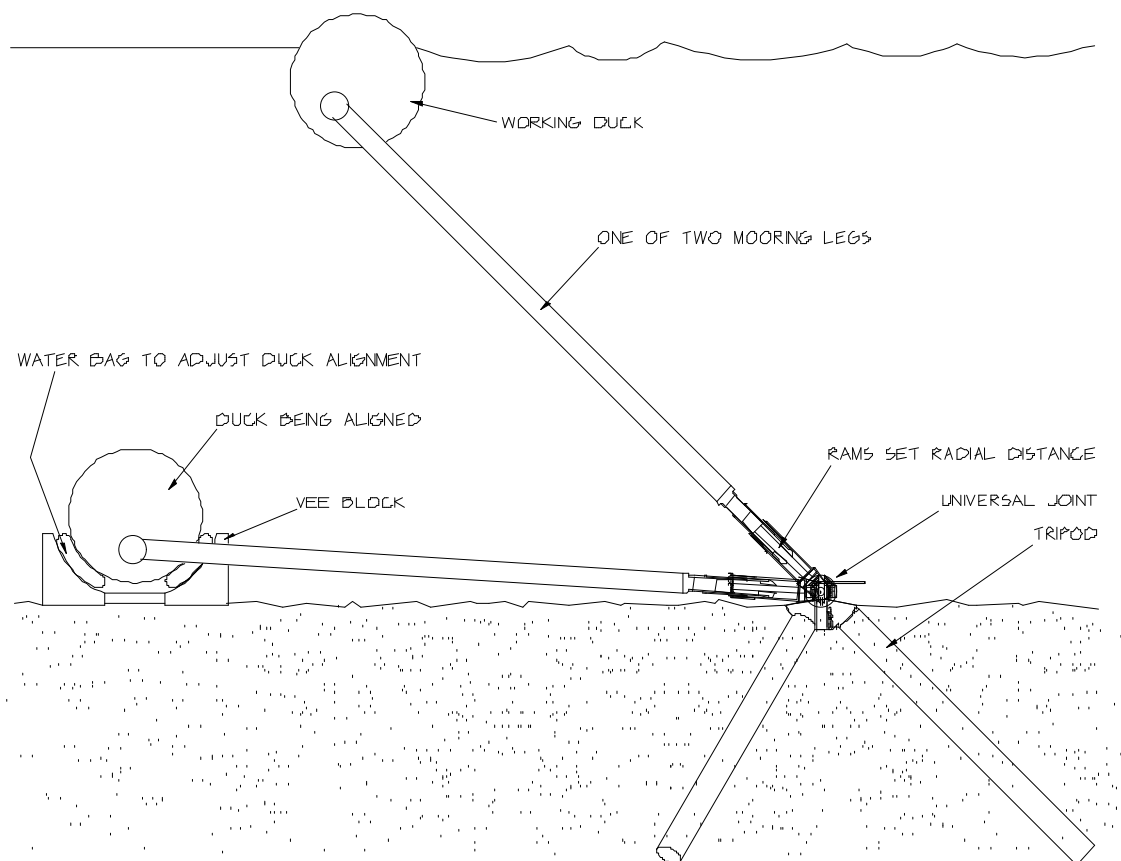 WORKING DUCK
ONE OF TWO MOORING LEGS
WATER BAG TO ADJUST DUCK ALIGNMENT
DUCK BEING ALIGNED
RAMS SET RADIAL DISTANCE
VEE BLOCK
UNIVERSAL JOINT
TRIPOD